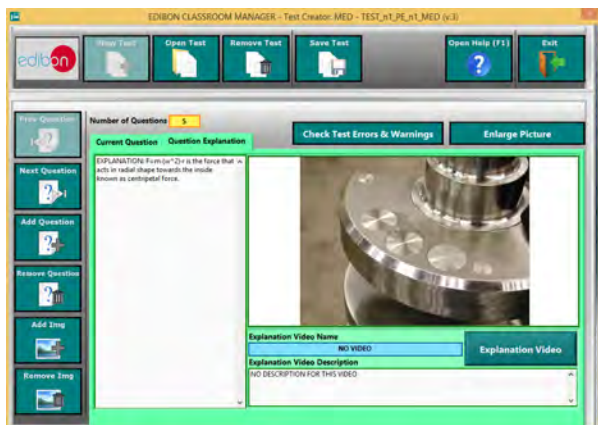 EDIBON CLASSROOM MANAGER - Test Creator: MED - TEST_n1_PE_n1_MED (v.3)
edibon
New Test
Open Test
Remove Test
Save Test
Open Help (F1)
Exit
Prev Question
Next Question
Add Question
Remove Question
Add Img
Remove Img
Number of Questions 5
Check Test Errors & Warnings
Enlarge Picture
Current Question
Question Explanation
EXPLANATION: F=m·(ω^2)·r is the force that
acts in radial shape towards the inside
known as centripetal force.
Explanation Video Name
NO VIDEO
Explanation Video
Explanation Video Description
NO DESCRIPTION FOR THIS VIDEO